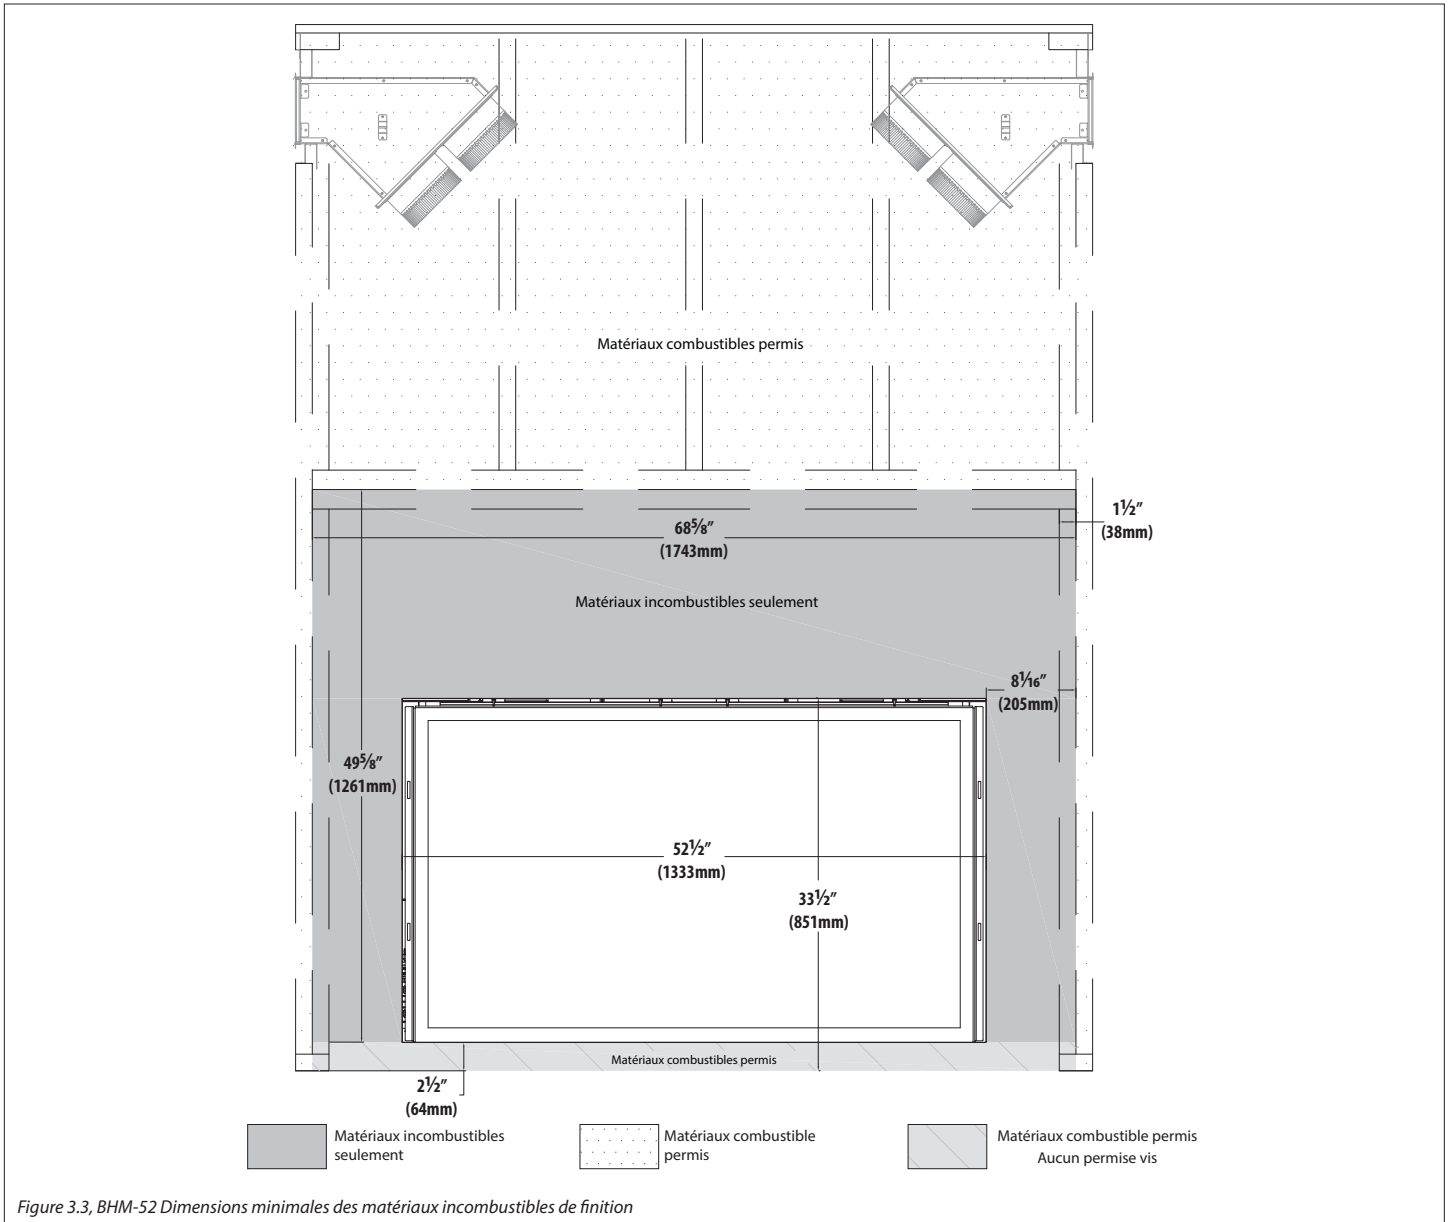 Matériaux combustibles permis
68⅝″
(1743mm)
1½″
(38mm)
Matériaux incombustibles seulement
8⅟₁₆″
(205mm)
49⅝″
(1261mm)
52½″
(1333mm)
33½″
(851mm)
Matériaux combustibles permis
2½″
(64mm)
Matériaux incombustibles
seulement
Matériaux combustible
permis
Matériaux combustible permis
Aucun permise vis
Figure 3.3, BHM-52 Dimensions minimales des matériaux incombustibles de finition